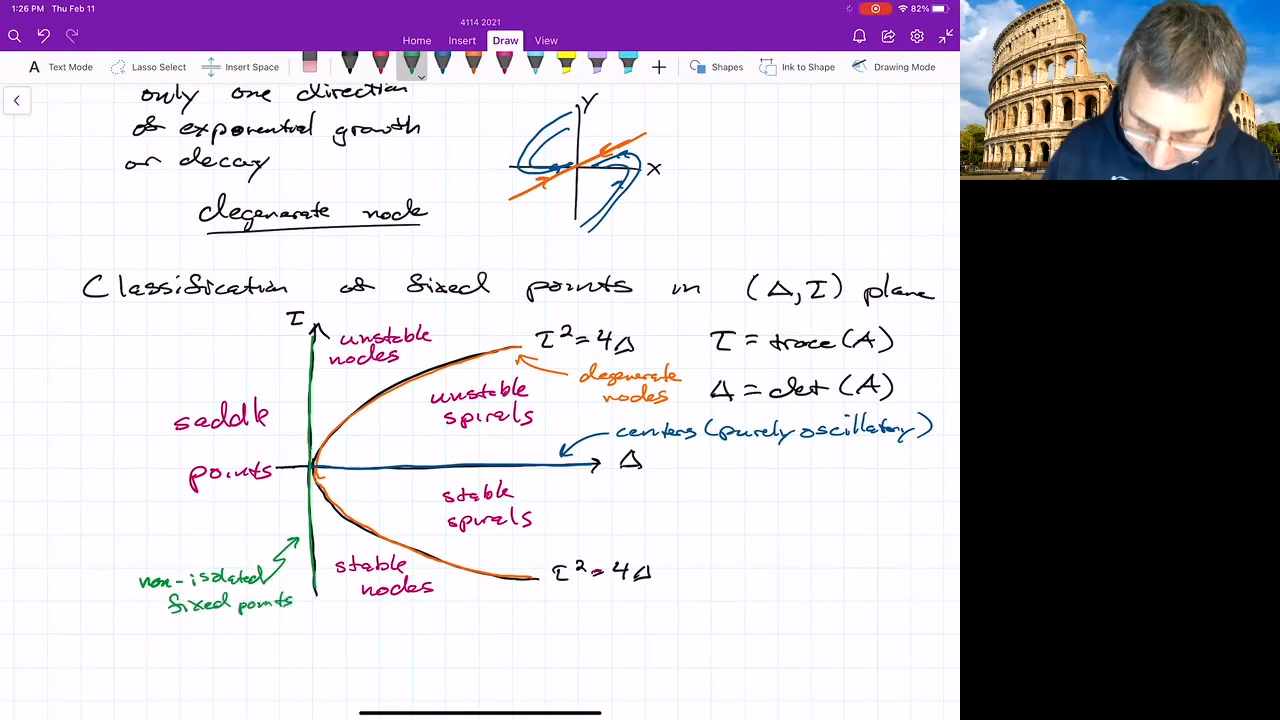 1:26 PM Thu Feb 11
82%
4114 2021
Home Insert Draw View
Text Mode Lasso Select Insert Space Shapes Ink to Shape Drawing Mode
only one direction
of exponential growth
or decay
degenerate node
Y
X
Classification of fixed points in (Δ, τ) plane
τ
unstable
nodes
τ² = 4Δ
τ = trace(A)
degenerate
nodes
Δ = det(A)
unstable
spirals
saddle
points
centers (purely oscillatory)
Δ
stable
spirals
stable
nodes
τ² = 4Δ
non-isolated
fixed points